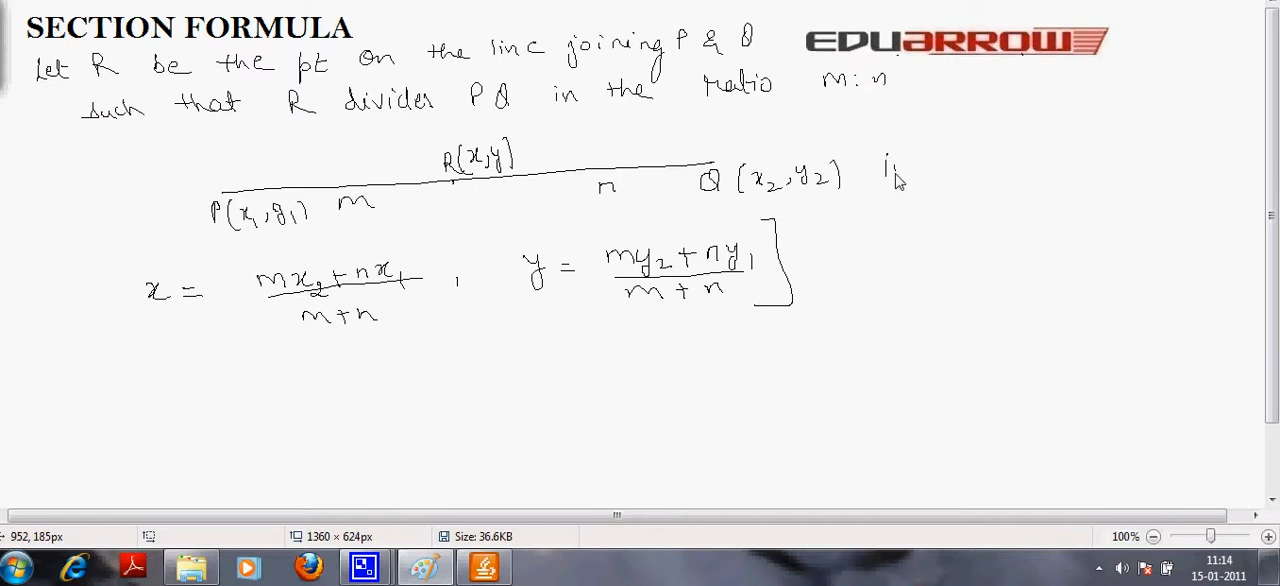 SECTION FORMULA
EDUARROW
Let R be the pt on the line joining P & Q
such that R divides PQ in the ratio m:n
R(x,y)
P(x₁,y₁) m n Q(x₂,y₂)
x = mx₂+nx₁ / m+n , y = my₂+ny₁ / m+n ]
952, 185px 1360 x 624px Size: 36.6KB 100%
11:14
15-01-2011